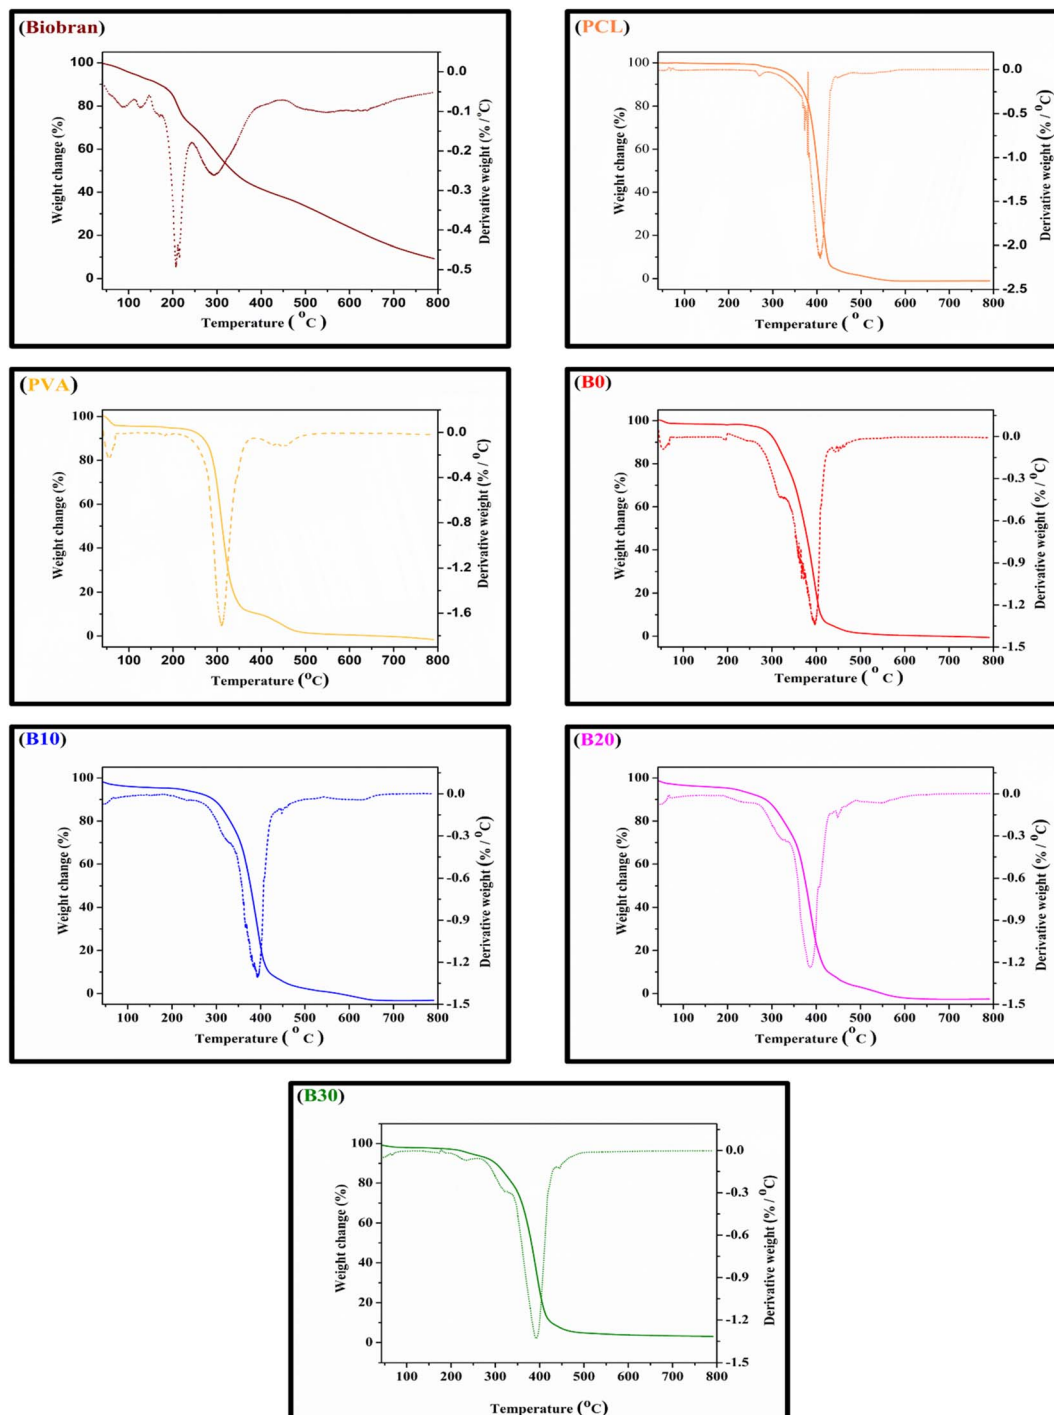 (Biobran)
100
80
60
40
20
0
Weight change (%)
0.0
-0.1
-0.2
-0.3
-0.4
-0.5
Derivative weight (% / °C)
100 200 300 400 500 600 700 800
Temperature ( °C )
(PCL)
100
80
60
40
20
0
Weight change (%)
0.0
-0.5
-1.0
-1.5
-2.0
-2.5
Derivative weight (% / °C)
100 200 300 400 500 600 700 800
Temperature ( °C )
(PVA)
100
80
60
40
20
0
Weight change (%)
0.0
-0.4
-0.8
-1.2
-1.6
Derivative weight (% / °C)
100 200 300 400 500 600 700 800
Temperature (°C)
(B0)
100
80
60
40
20
0
Weight change (%)
0.0
-0.3
-0.6
-0.9
-1.2
-1.5
Derivative weight (% / °C)
100 200 300 400 500 600 700 800
Temperature ( °C )
(B10)
100
80
60
40
20
0
Weight change (%)
0.0
-0.3
-0.6
-0.9
-1.2
-1.5
Derivative weight (% / °C)
100 200 300 400 500 600 700 800
Temperature ( °C )
(B20)
100
80
60
40
20
0
Weight change (%)
0.0
-0.3
-0.6
-0.9
-1.2
-1.5
Derivative weight (% / °C)
100 200 300 400 500 600 700 800
Temperature ( °C )
(B30)
100
80
60
40
20
0
Weight change (%)
0.0
-0.3
-0.6
-0.9
-1.2
-1.5
Derivative weight (% / °C)
100 200 300 400 500 600 700 800
Temperature (°C)